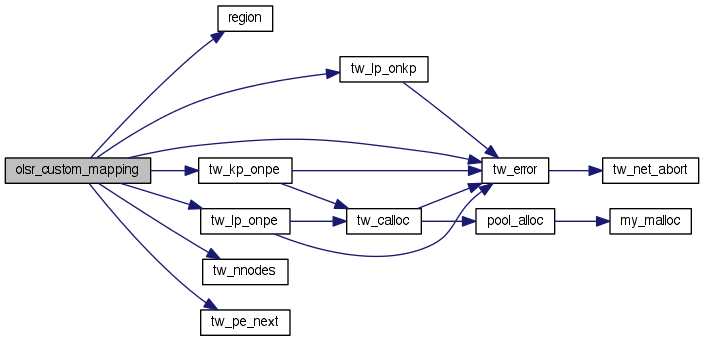 region
tw_lp_onkp
olsr_custom_mapping
tw_kp_onpe
tw_error
tw_net_abort
tw_lp_onpe
tw_calloc
pool_alloc
my_malloc
tw_nnodes
tw_pe_next